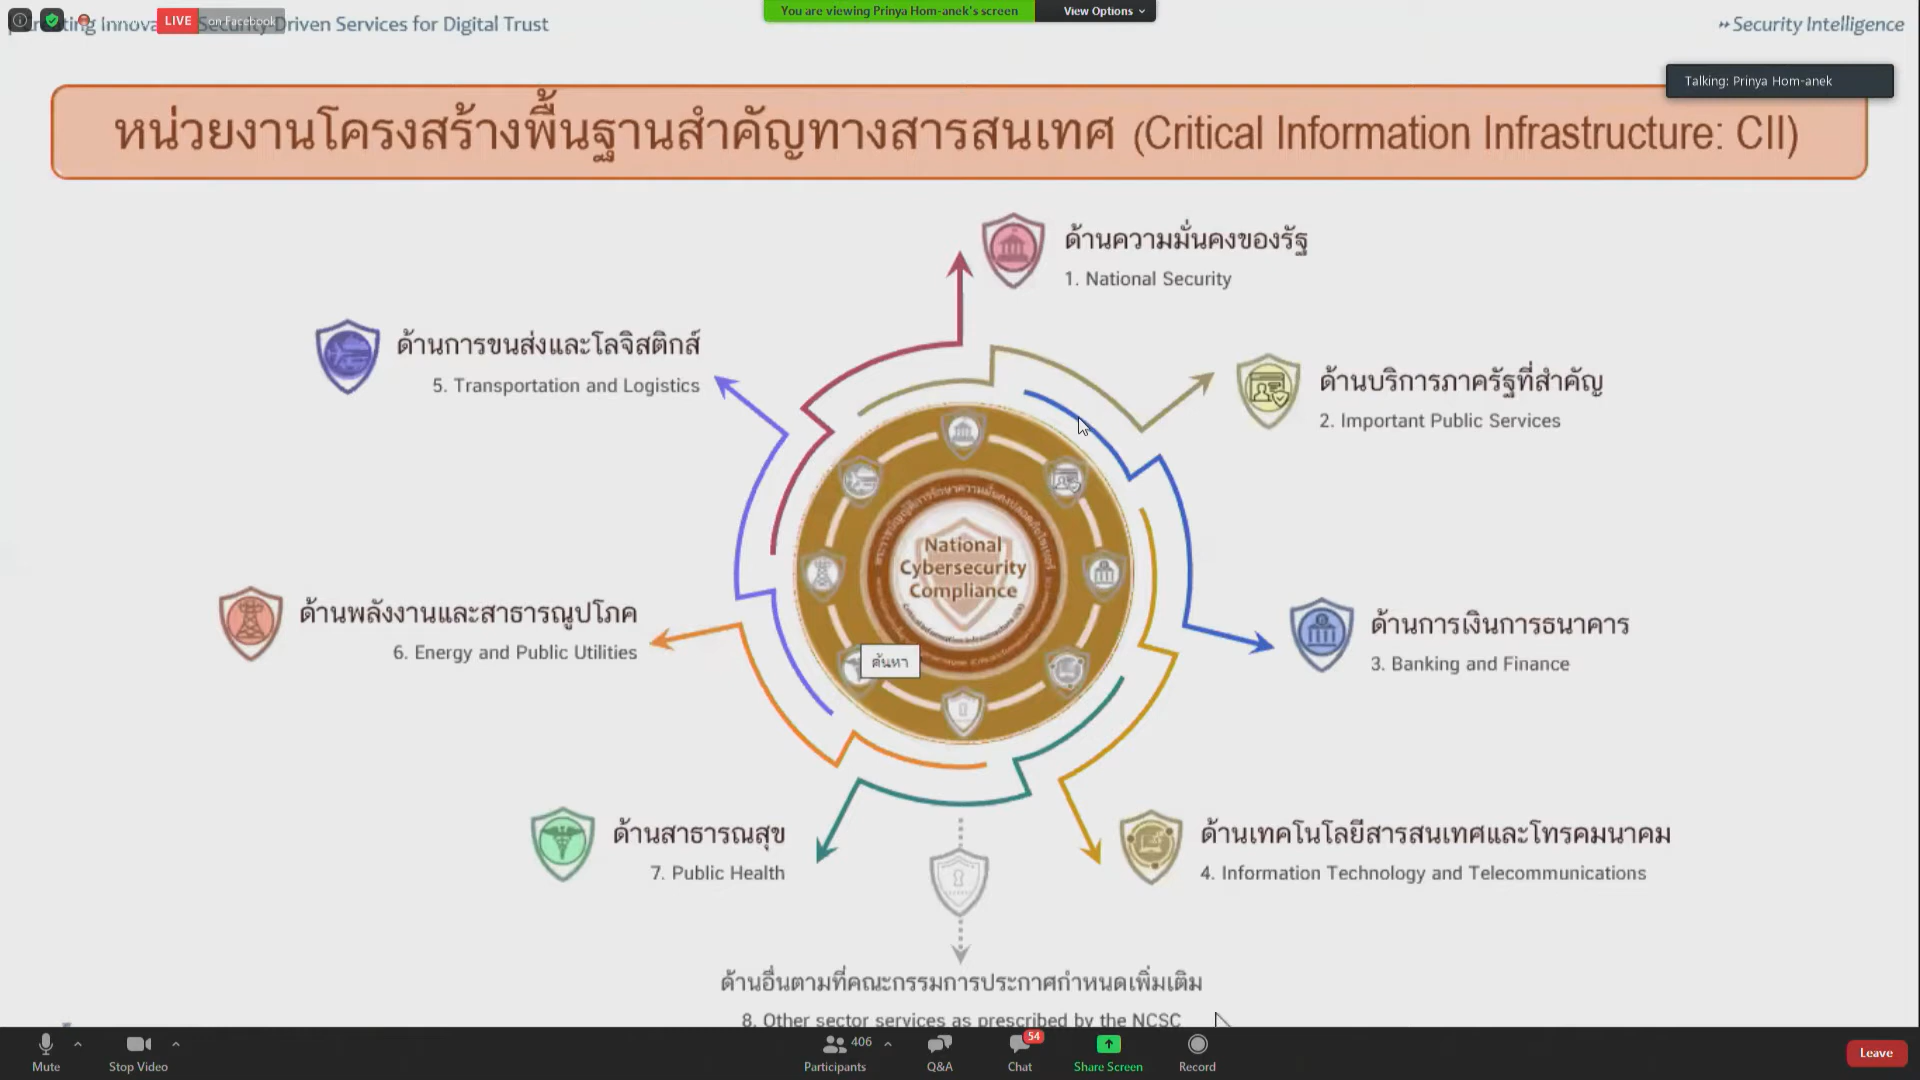 LIVE
on Facebook
Security-Driven Services for Digital Trust
You are viewing Prinya Hom-anek's screen
View Options
Security Intelligence
Talking: Prinya Hom-anek
หน่วยงานโครงสร้างพื้นฐานสำคัญทางสารสนเทศ (Critical Information Infrastructure: CII)
ด้านความมั่นคงของรัฐ
1. National Security
ด้านการขนส่งและโลจิสติกส์
5. Transportation and Logistics
ด้านบริการภาครัฐที่สำคัญ
2. Important Public Services
National
Cybersecurity
Compliance
ด้านพลังงานและสาธารณูปโภค
6. Energy and Public Utilities
ด้านการเงินการธนาคาร
3. Banking and Finance
ค้นหา
ด้านสาธารณสุข
7. Public Health
ด้านเทคโนโลยีสารสนเทศและโทรคมนาคม
4. Information Technology and Telecommunications
ด้านอื่นตามที่คณะกรรมการประกาศกำหนดเพิ่มเติม
8. Other sector services as prescribed by the NCSC
Mute
Stop Video
406
Participants
Q&A
54
Chat
Share Screen
Record
Leave